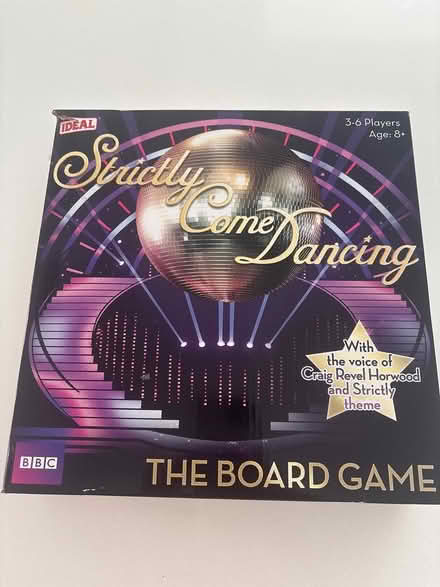 IDEAL
3-6 Players
Age: 8+
Strictly
Come
Dancing
With
the voice of
Craig Revel Horwood
and Strictly
theme
BBC
THE BOARD GAME